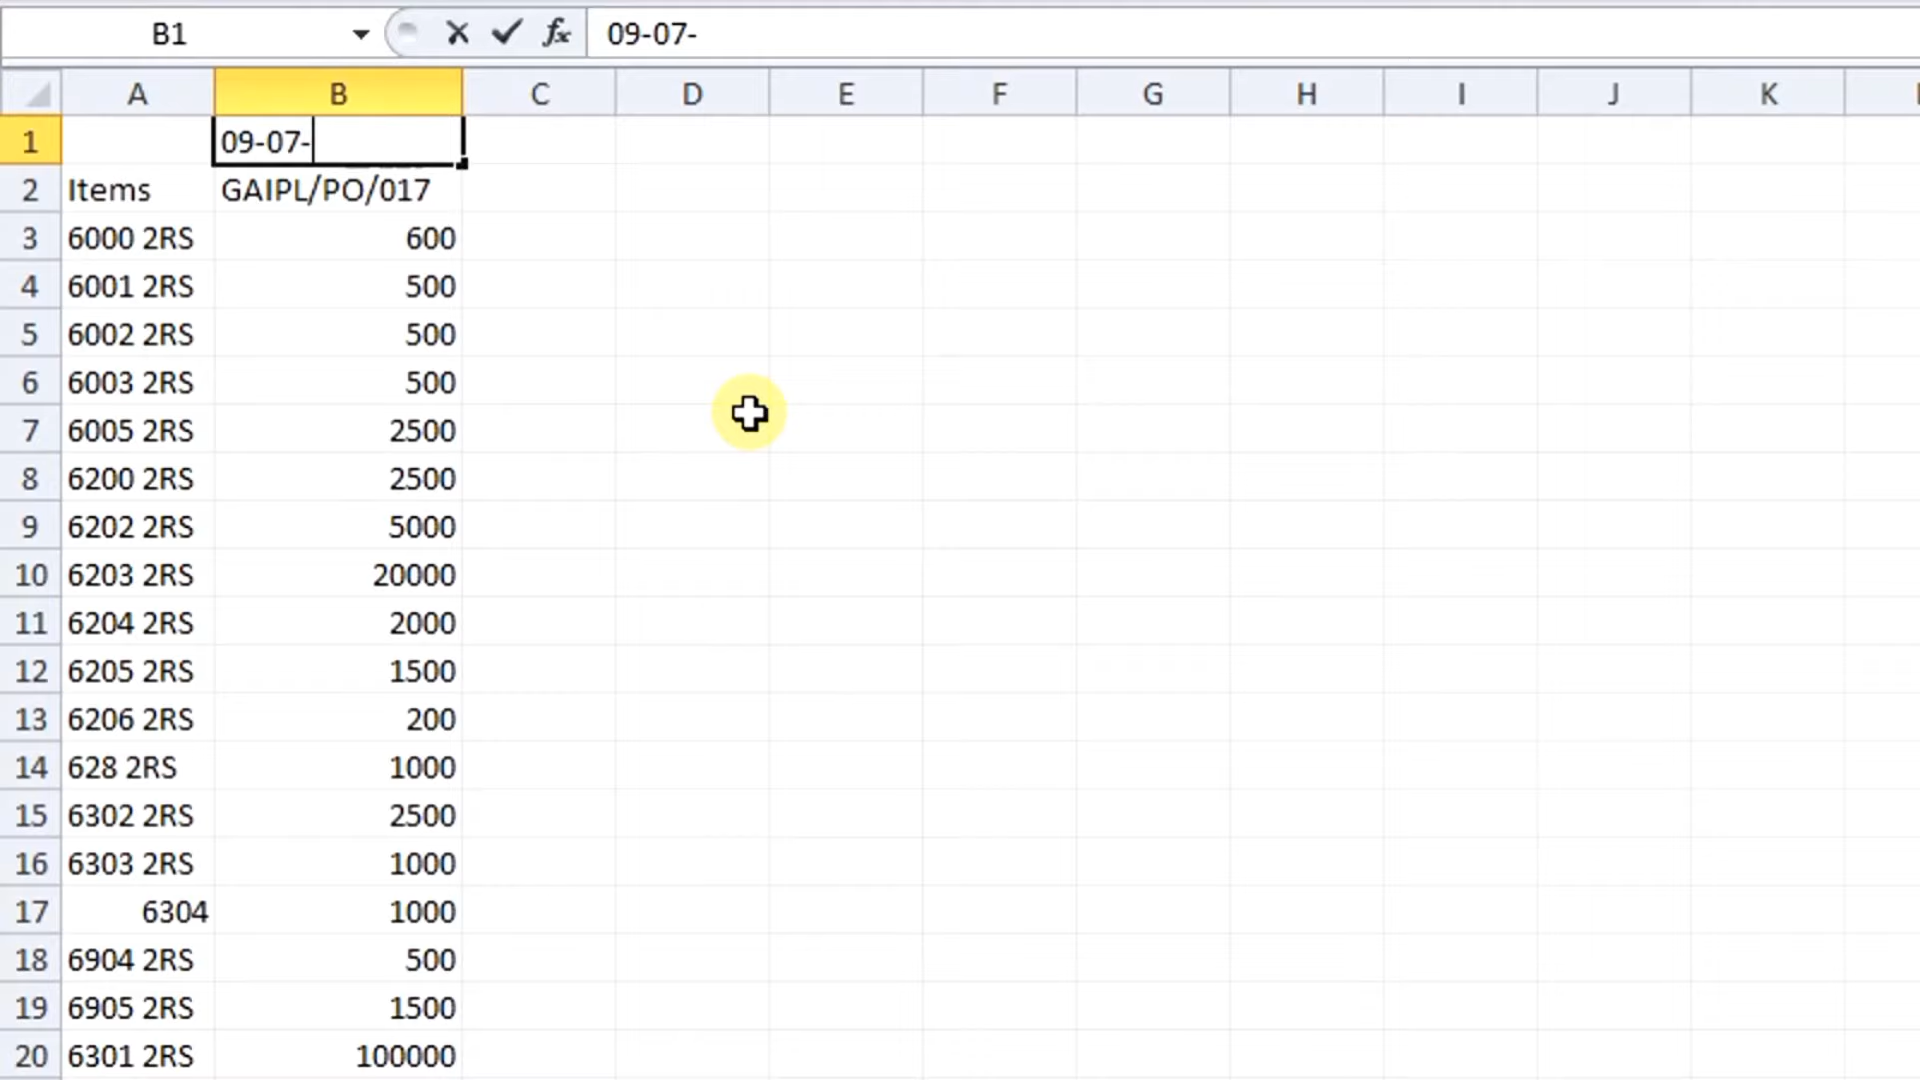 B1 fx 09-07-
A B C D E F G H I J K
1 09-07-
2 Items GAIPL/PO/017
3 6000 2RS 600
4 6001 2RS 500
5 6002 2RS 500
6 6003 2RS 500
7 6005 2RS 2500
8 6200 2RS 2500
9 6202 2RS 5000
10 6203 2RS 20000
11 6204 2RS 2000
12 6205 2RS 1500
13 6206 2RS 200
14 628 2RS 1000
15 6302 2RS 2500
16 6303 2RS 1000
17 6304 1000
18 6904 2RS 500
19 6905 2RS 1500
20 6301 2RS 100000